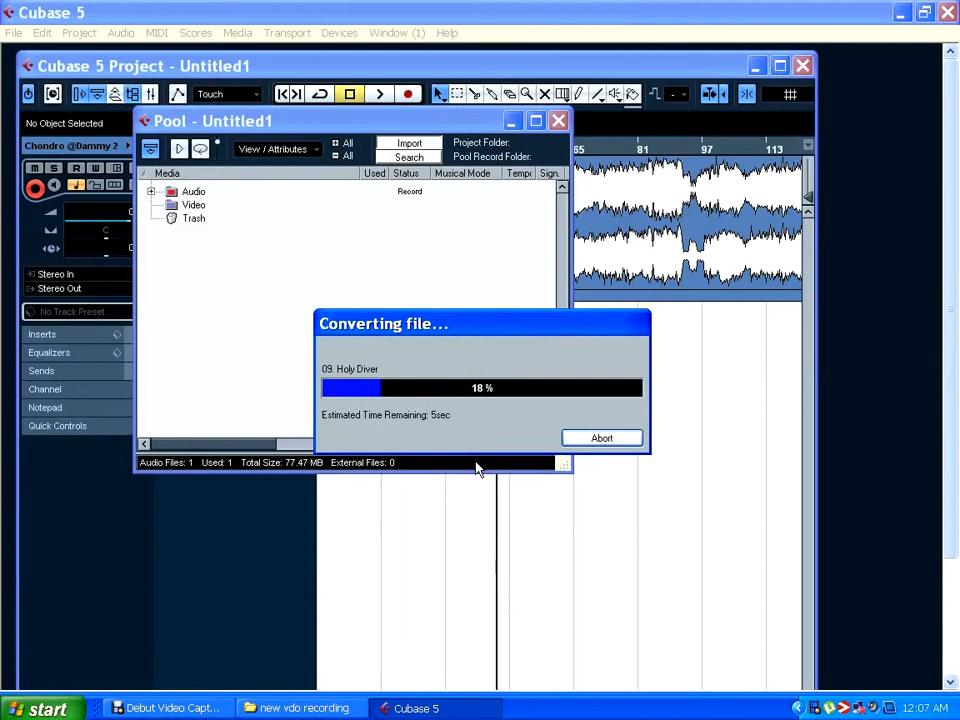 Cubase 5
File Edit Project Audio MIDI Scores Media Transport Devices Window (1) Help
Cubase 5 Project - Untitled1
Touch
No Object Selected
Pool - Untitled1
Chondro @Dammy 2
View / Attributes
All
All
Import
Search
Project Folder:
Pool Record Folder:
65 81 97 113
Media Used Status Musical Mode Tempo Sign.
M S R W
Audio Record
Video
Trash
C
Stereo In
Stereo Out
No Track Preset
Inserts
Equalizers
Sends
Channel
Notepad
Quick Controls
Converting file...
09. Holy Diver
18 %
Estimated Time Remaining: 5sec
Abort
Audio Files: 1 Used: 1 Total Size: 77.47 MB External Files: 0
start Debut Video Capt... new vdo recording Cubase 5 12:07 AM